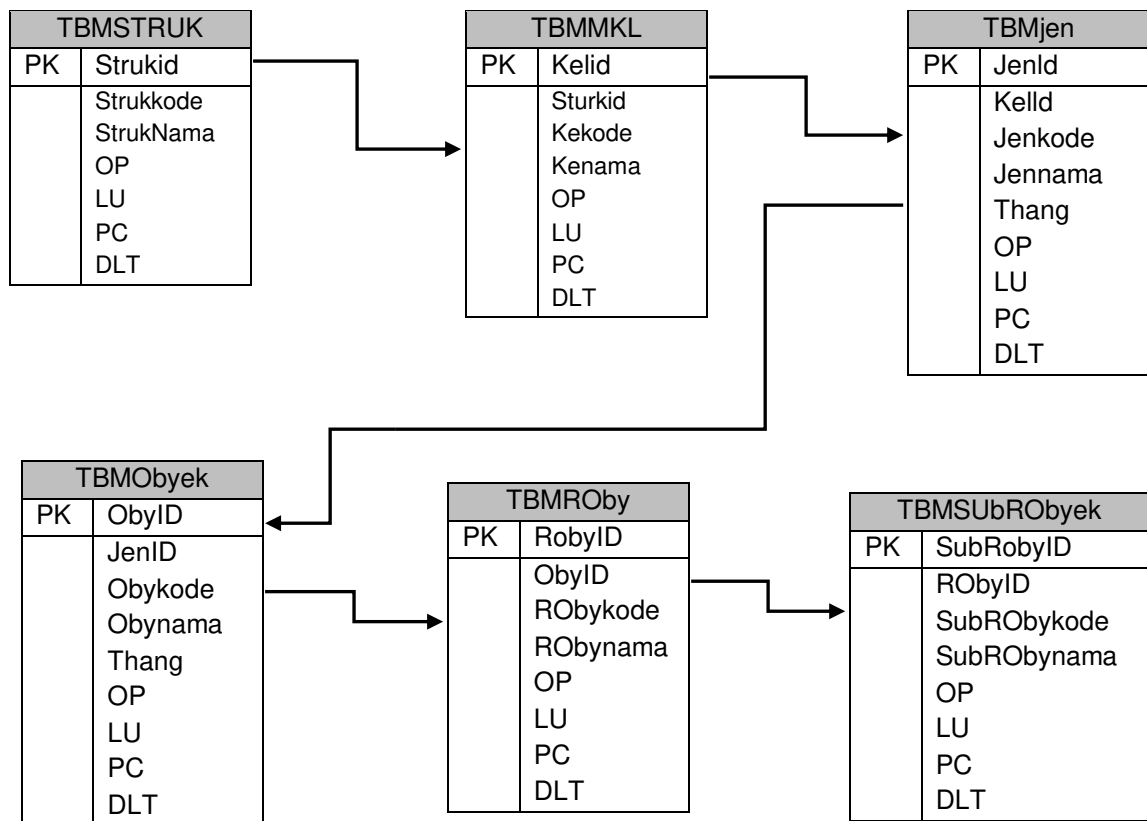 TBMSTRUK
PK Strukid
Strukkode
StrukNama
OP
LU
PC
DLT
TBMMKL
PK Kelid
Sturkid
Kekode
Kenama
OP
LU
PC
DLT
TBMjen
PK JenId
KelId
Jenkode
Jennama
Thang
OP
LU
PC
DLT
TBMObyek
PK ObyID
JenID
Obykode
Obynama
Thang
OP
LU
PC
DLT
TBMROby
PK RobyID
ObyID
RObykode
RObynama
OP
LU
PC
DLT
TBMSUbRObyek
PK SubRobyID
RObyID
SubRObykode
SubRObynama
OP
LU
PC
DLT